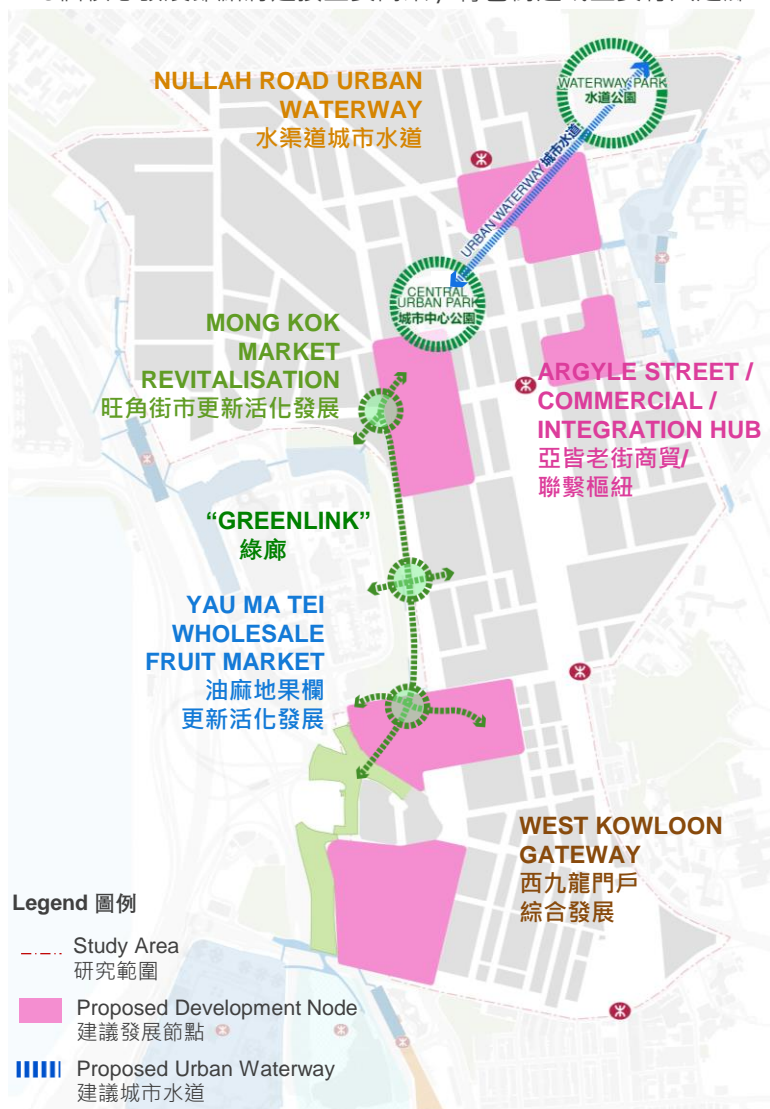 NULLAH ROAD URBAN
WATERWAY
水渠道城市水道
WATERWAY PARK
水道公園
URBAN WATERWAY 城市水道
CENTRAL
URBAN PARK
城市中心公園
MONG KOK
MARKET
REVITALISATION
旺角街市更新活化發展
ARGYLE STREET /
COMMERCIAL /
INTEGRATION HUB
亞皆老街商貿/
聯繫樞紐
“GREENLINK”
綠廊
YAU MA TEI
WHOLESALE
FRUIT MARKET
油麻地果欄
更新活化發展
WEST KOWLOON
GATEWAY
西九龍門戶
綜合發展
Legend 圖例
Study Area
研究範圍
Proposed Development Node
建議發展節點
Proposed Urban Waterway
建議城市水道